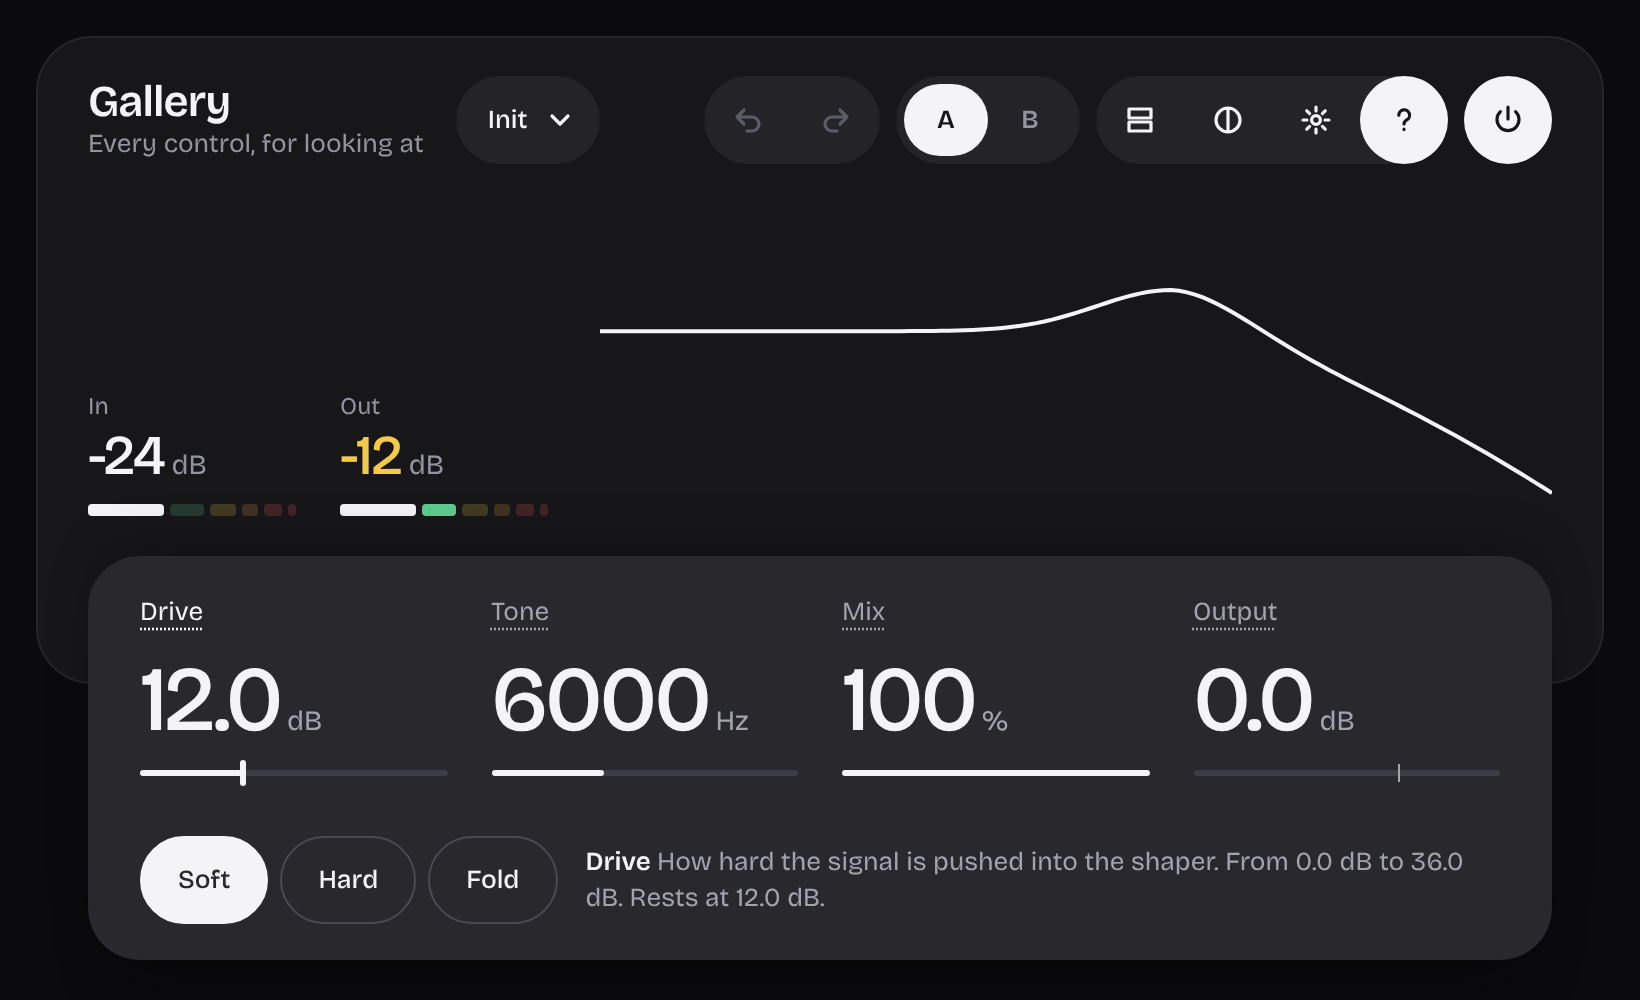 Gallery
Every control, for looking at
Init
A
B
?
In
-24 dB
Out
-12 dB
Drive
12.0 dB
Tone
6000 Hz
Mix
100 %
Output
0.0 dB
Soft
Hard
Fold
Drive How hard the signal is pushed into the shaper. From 0.0 dB to 36.0
dB. Rests at 12.0 dB.